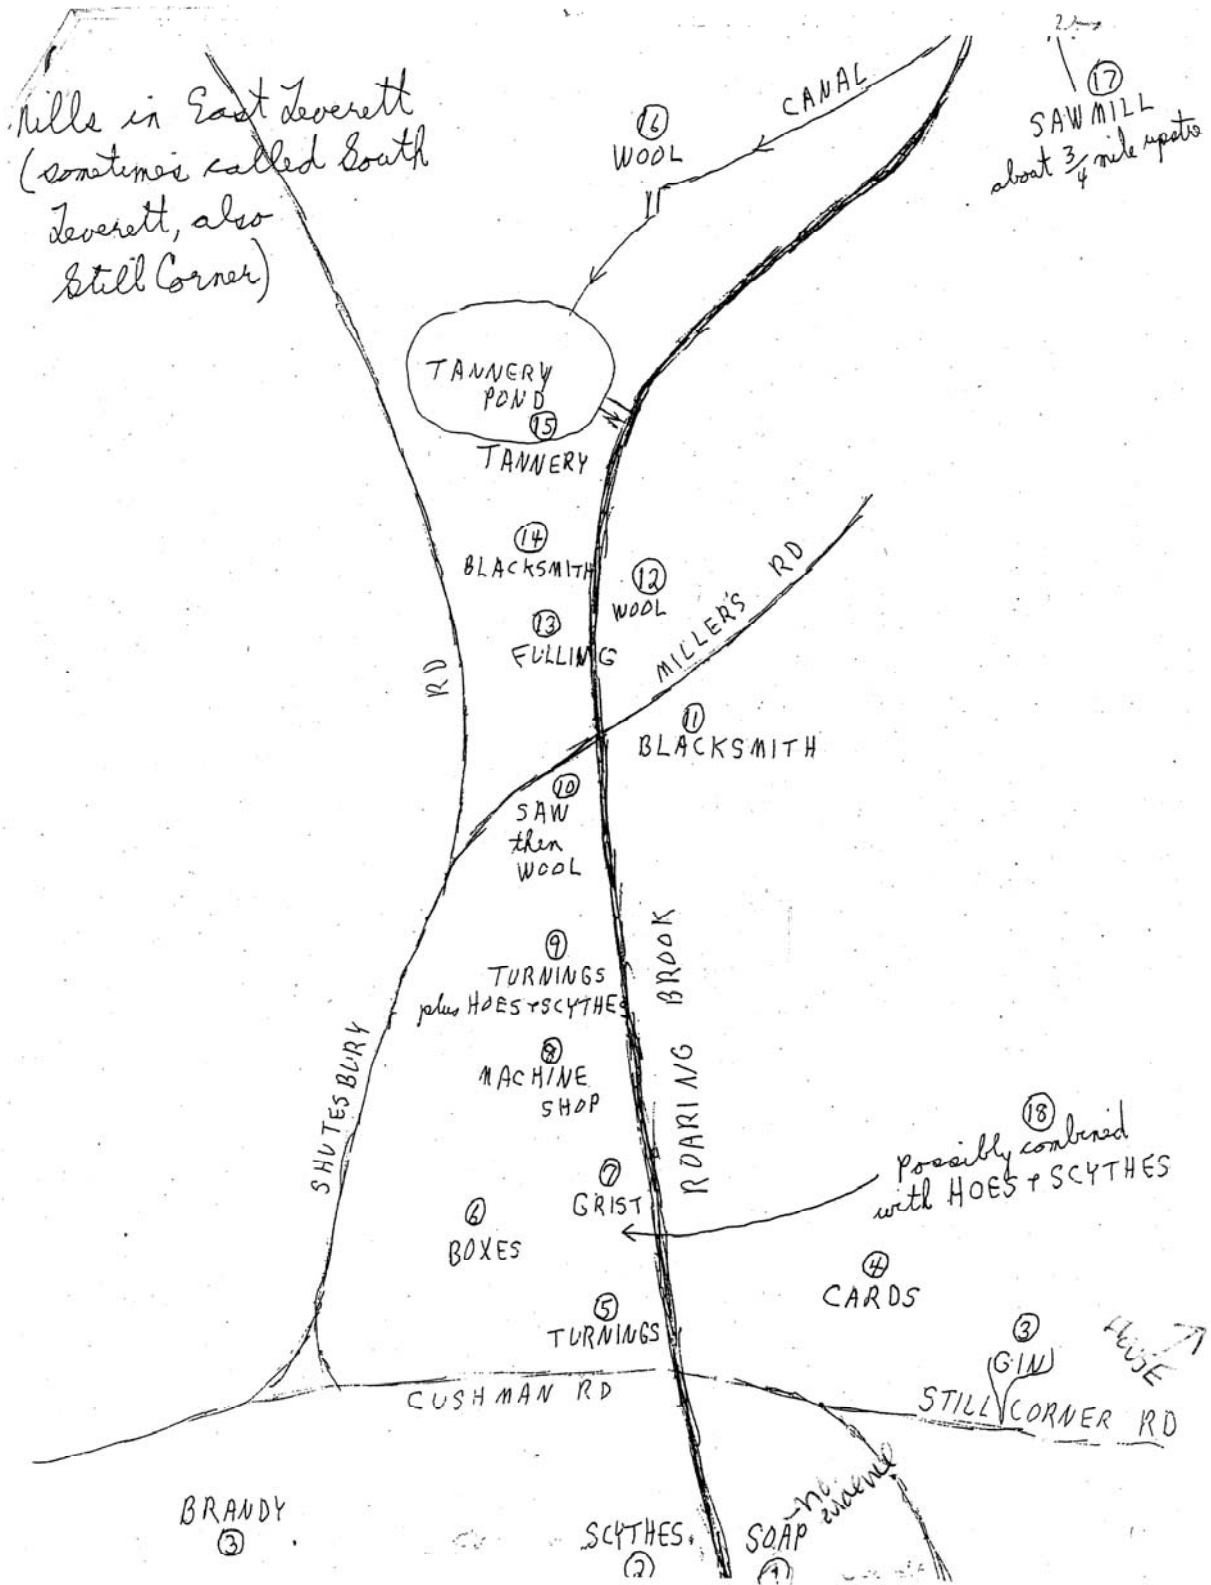 Mills in East Leverett
(sometimes called South
Leverett, also
Still Corner)
CANAL
16
WOOL
17
SAWMILL
about 3/4 mile upstre
TANNERY
POND
15
TANNERY
14
BLACKSMITH
12
WOOL
13
FULLING
MILLER'S RD
RD
11
BLACKSMITH
10
SAW
then
WOOL
9
TURNINGS
plus HOES + SCYTHES
8
MACHINE
SHOP
ROARING BROOK
SHUTESBURY
18
Possibly combined
with HOES + SCYTHES
7
GRIST
6
BOXES
4
CARDS
5
TURNINGS
3
GIN
HOUSE
CUSHMAN RD
STILL CORNER RD
BRANDY
3
SCYTHES
2
SOAP - no
evidence
1